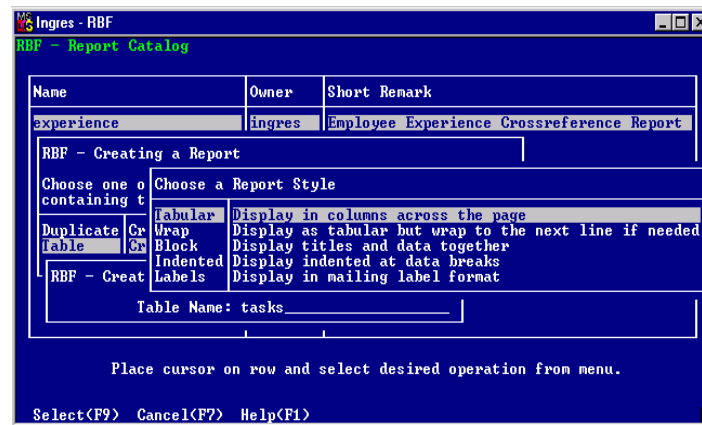 Ingres - RBF
RBF - Report Catalog
Name Owner Short Remark
experience ingres Employee Experience Crossreference Report
RBF - Creating a Report
Choose one o
containing t
Duplicate Cr
Table Cr
Choose a Report Style
Tabular Display in columns across the page
Wrap Display as tabular but wrap to the next line if needed
Block Display titles and data together
Indented Display indented at data breaks
Labels Display in mailing label format
RBF - Creat
Table Name: tasks
Place cursor on row and select desired operation from menu.
Select(F9) Cancel(F7) Help(F1)